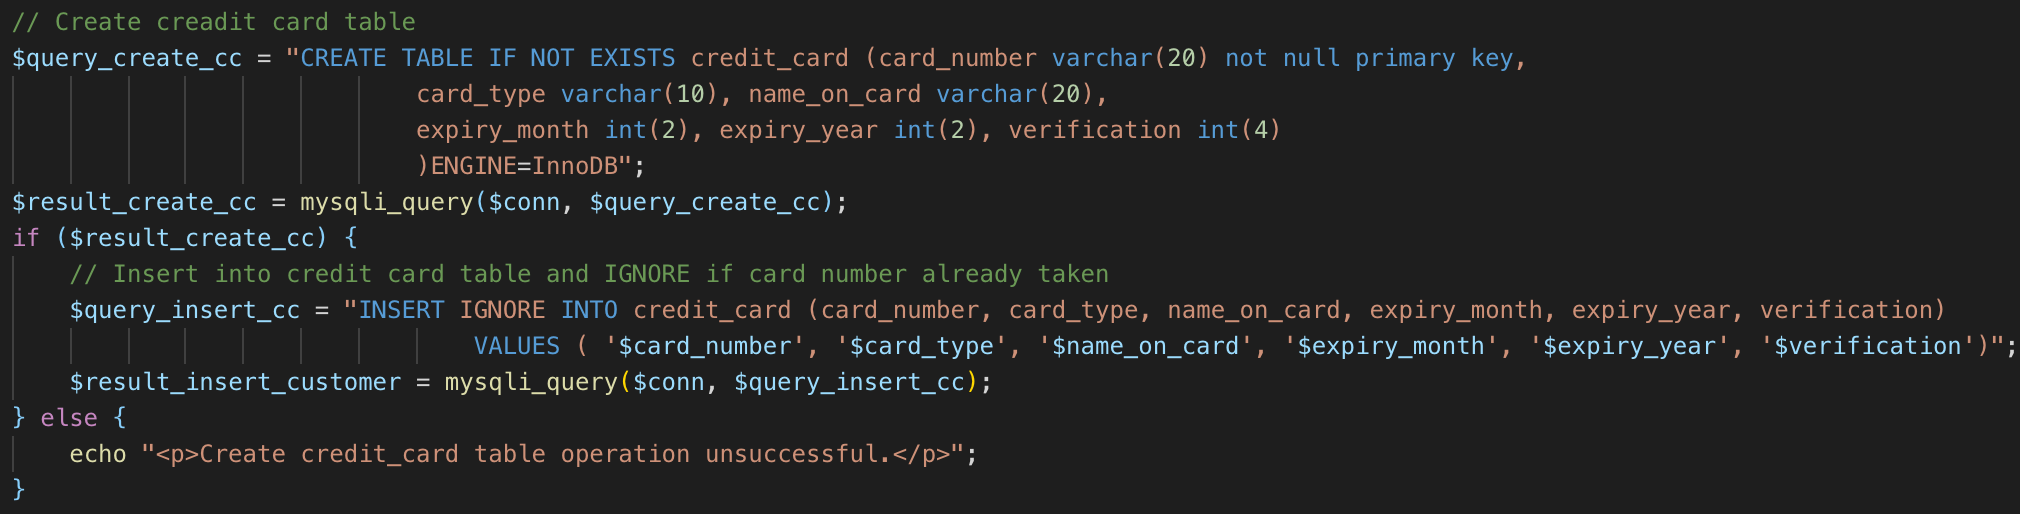 // Create creadit card table
$query_create_cc = "CREATE TABLE IF NOT EXISTS credit_card (card_number varchar(20) not null primary key,
card_type varchar(10), name_on_card varchar(20),
expiry_month int(2), expiry_year int(2), verification int(4)
)ENGINE=InnoDB";
$result_create_cc = mysqli_query($conn, $query_create_cc);
if ($result_create_cc) {
// Insert into credit card table and IGNORE if card number already taken
$query_insert_cc = "INSERT IGNORE INTO credit_card (card_number, card_type, name_on_card, expiry_month, expiry_year, verification)
VALUES ( '$card_number', '$card_type', '$name_on_card', '$expiry_month', '$expiry_year', '$verification')";
$result_insert_customer = mysqli_query($conn, $query_insert_cc);
} else {
echo "<p>Create credit_card table operation unsuccessful.</p>";
}